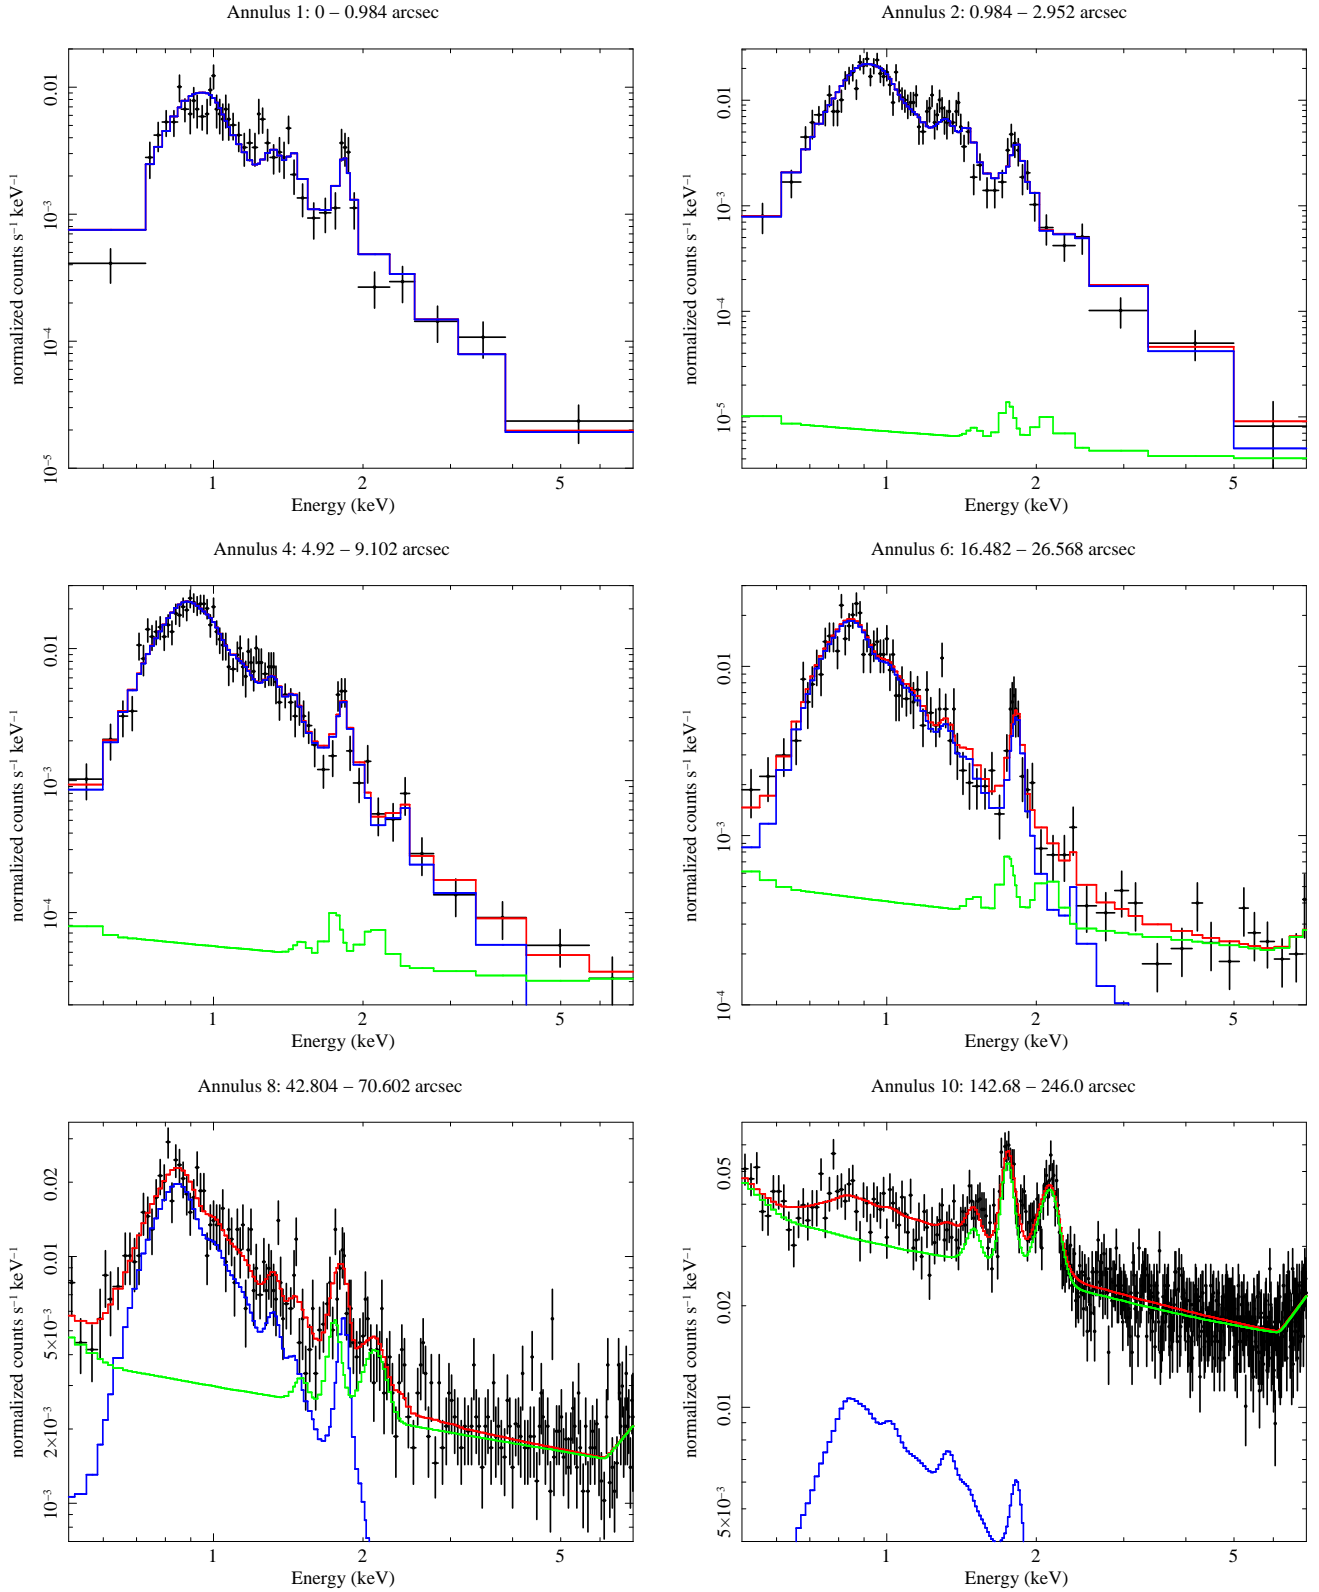 Annulus 1: 0 − 0.984 arcsec
normalized counts s⁻¹ keV⁻¹
0.01
10⁻³
10⁻⁴
10⁻⁵
1 2 5
Energy (keV)
Annulus 2: 0.984 − 2.952 arcsec
normalized counts s⁻¹ keV⁻¹
0.01
10⁻³
10⁻⁴
10⁻⁵
1 2 5
Energy (keV)
Annulus 4: 4.92 − 9.102 arcsec
normalized counts s⁻¹ keV⁻¹
0.01
10⁻³
10⁻⁴
1 2 5
Energy (keV)
Annulus 6: 16.482 − 26.568 arcsec
normalized counts s⁻¹ keV⁻¹
0.01
10⁻³
10⁻⁴
1 2 5
Energy (keV)
Annulus 8: 42.804 − 70.602 arcsec
normalized counts s⁻¹ keV⁻¹
0.02
0.01
5×10⁻³
2×10⁻³
10⁻³
1 2 5
Energy (keV)
Annulus 10: 142.68 − 246.0 arcsec
normalized counts s⁻¹ keV⁻¹
0.05
0.02
0.01
5×10⁻³
1 2 5
Energy (keV)